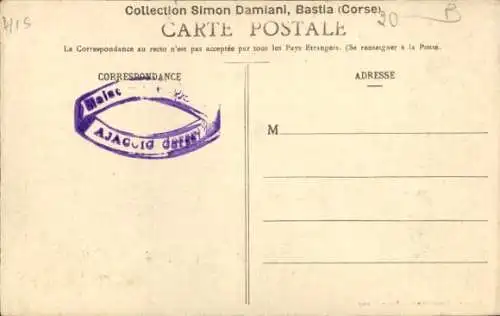 Collection Simon Damiani, Bastia (Corse).
H15
20 B
CARTE POSTALE
La Correspondance au recto n'est pas acceptée par tous les Pays Etrangers. (Se renseigner à la Poste.
CORRESPONDANCE
ADRESSE
AJACCIO
M